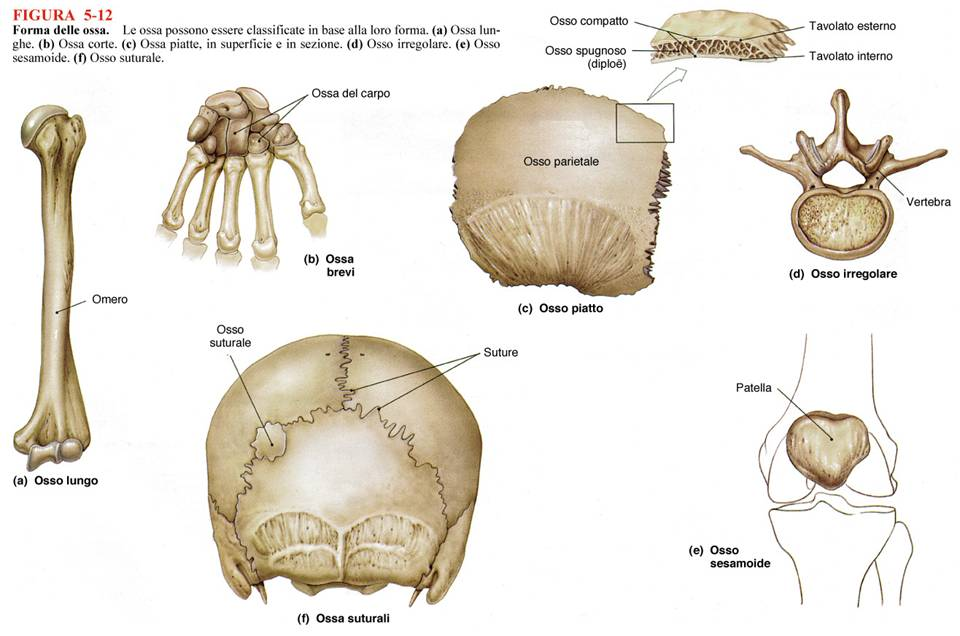 FIGURA 5-12
Forma delle ossa. Le ossa possono essere classificate in base alla loro forma. (a) Ossa lun-
ghe. (b) Ossa corte. (c) Ossa piatte, in superficie e in sezione. (d) Osso irregolare. (e) Osso
sesamoide. (f) Osso suturale.
Osso compatto
Tavolato esterno
Osso spugnoso
(diploë)
Tavolato interno
Ossa del carpo
Osso parietale
Vertebra
(b) Ossa
brevi
(d) Osso irregolare
(c) Osso piatto
Omero
Osso
suturale
Suture
Patella
(a) Osso lungo
(e) Osso
sesamoide
(f) Ossa suturali